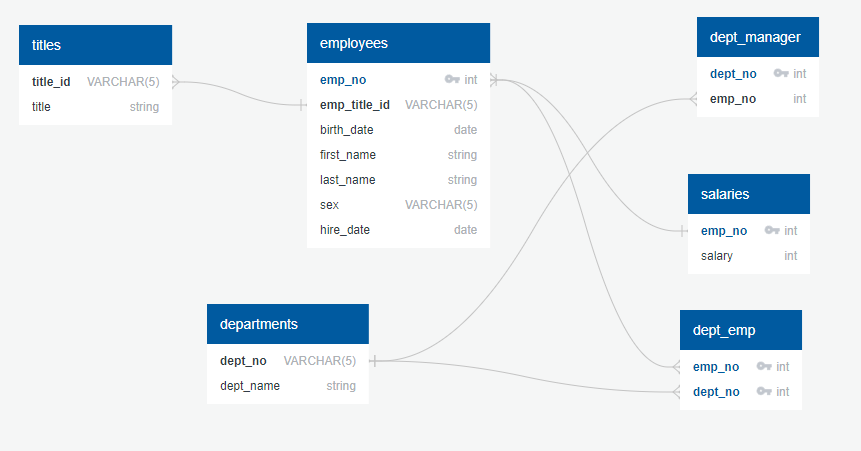 titles
title_id VARCHAR(5)
title string
employees
emp_no int
emp_title_id VARCHAR(5)
birth_date date
first_name string
last_name string
sex VARCHAR(5)
hire_date date
dept_manager
dept_no int
emp_no int
salaries
emp_no int
salary int
departments
dept_no VARCHAR(5)
dept_name string
dept_emp
emp_no int
dept_no int